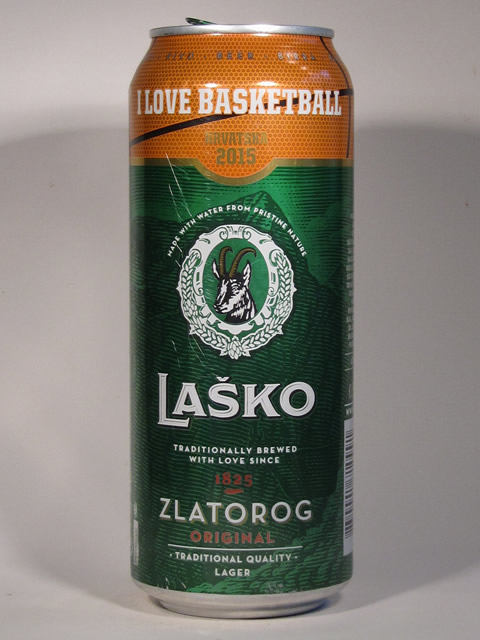 I LOVE BASKETBALL
HRVATSKA
2015
MADE WITH WATER FROM PRISTINE NATURE
LAŠKO
TRADITIONALLY BREWED
WITH LOVE SINCE
1825
ZLATOROG
ORIGINAL
· TRADITIONAL QUALITY ·
LAGER